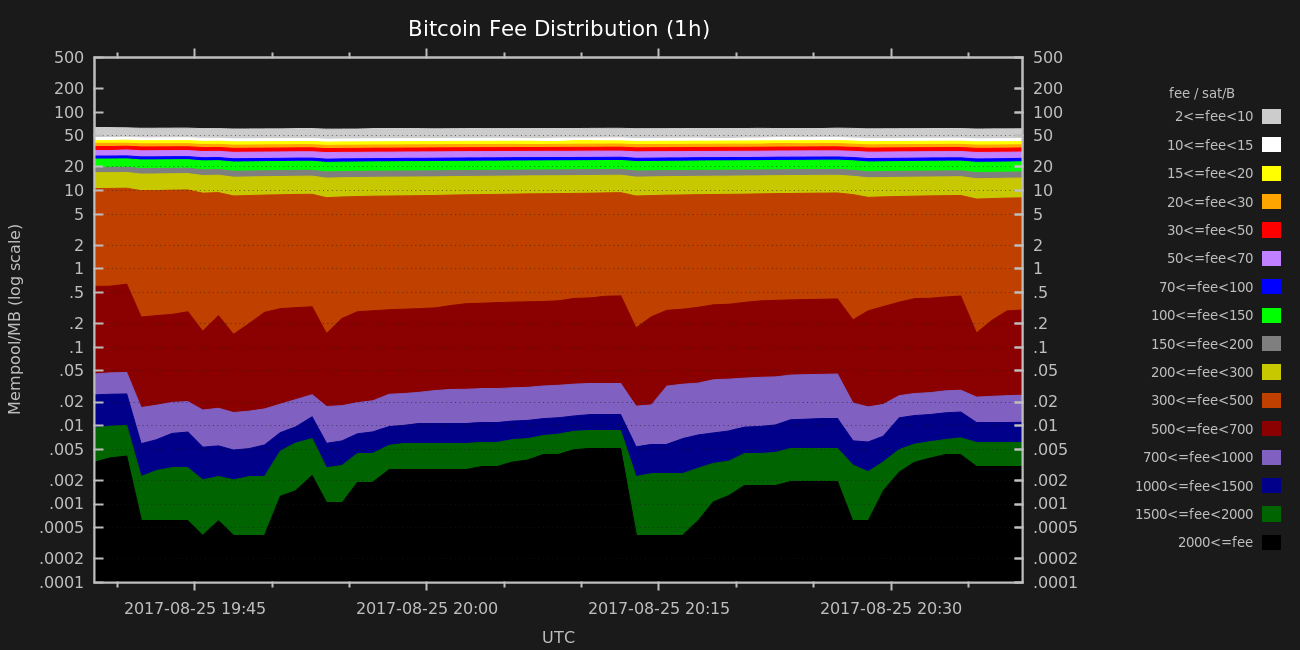 Bitcoin Fee Distribution (1h)
Mempool/MB (log scale)
500
200
100
50
20
10
5
2
1
.5
.2
.1
.05
.02
.01
.005
.002
.001
.0005
.0002
.0001
500
200
100
50
20
10
5
2
1
.5
.2
.1
.05
.02
.01
.005
.002
.001
.0005
.0002
.0001
2017-08-25 19:45
2017-08-25 20:00
2017-08-25 20:15
2017-08-25 20:30
UTC
fee / sat/B
2<=fee<10
10<=fee<15
15<=fee<20
20<=fee<30
30<=fee<50
50<=fee<70
70<=fee<100
100<=fee<150
150<=fee<200
200<=fee<300
300<=fee<500
500<=fee<700
700<=fee<1000
1000<=fee<1500
1500<=fee<2000
2000<=fee